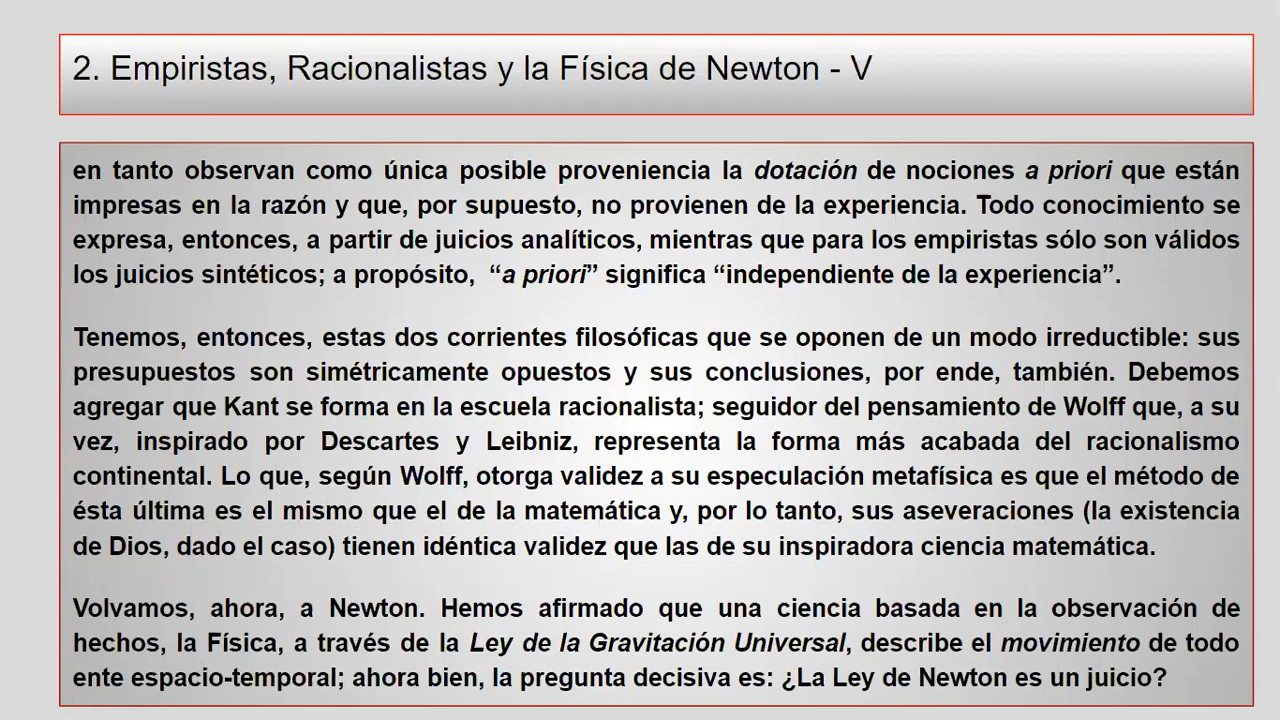 2. Empiristas, Racionalistas y la Física de Newton - V
en tanto observan como única posible proveniencia la dotación de nociones a priori que están
impresas en la razón y que, por supuesto, no provienen de la experiencia. Todo conocimiento se
expresa, entonces, a partir de juicios analíticos, mientras que para los empiristas sólo son válidos
los juicios sintéticos; a propósito, “a priori” significa “independiente de la experiencia”.
Tenemos, entonces, estas dos corrientes filosóficas que se oponen de un modo irreductible: sus
presupuestos son simétricamente opuestos y sus conclusiones, por ende, también. Debemos
agregar que Kant se forma en la escuela racionalista; seguidor del pensamiento de Wolff que, a su
vez, inspirado por Descartes y Leibniz, representa la forma más acabada del racionalismo
continental. Lo que, según Wolff, otorga validez a su especulación metafísica es que el método de
ésta última es el mismo que el de la matemática y, por lo tanto, sus aseveraciones (la existencia
de Dios, dado el caso) tienen idéntica validez que las de su inspiradora ciencia matemática.
Volvamos, ahora, a Newton. Hemos afirmado que una ciencia basada en la observación de
hechos, la Física, a través de la Ley de la Gravitación Universal, describe el movimiento de todo
ente espacio-temporal; ahora bien, la pregunta decisiva es: ¿La Ley de Newton es un juicio?